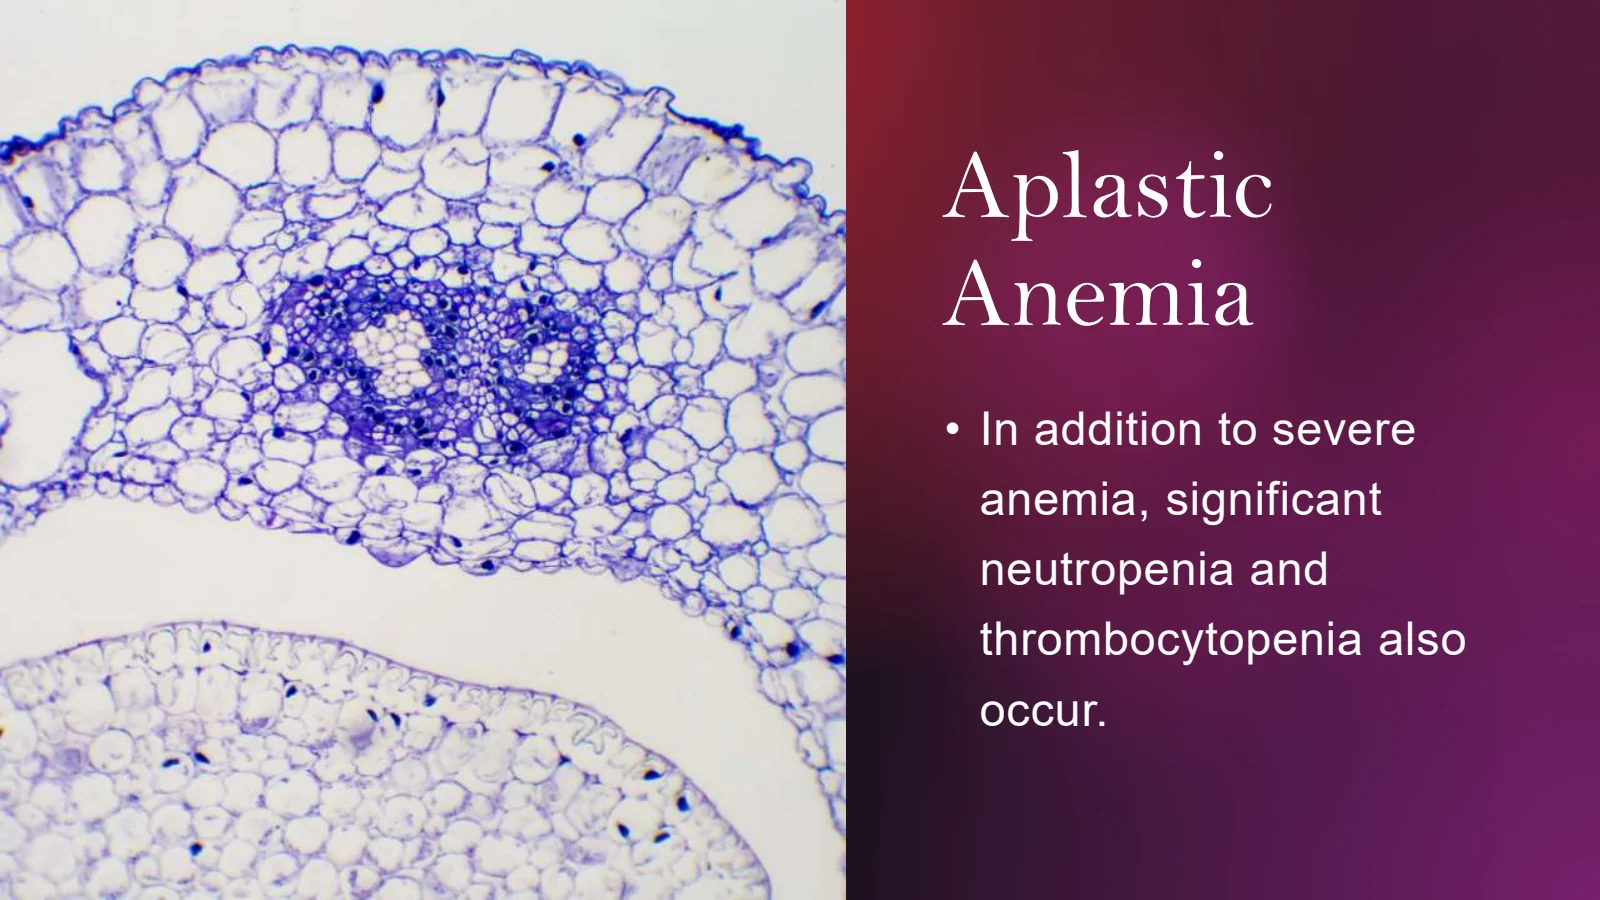 Aplastic
Anemia
• In addition to severe
anemia, significant
neutropenia and
thrombocytopenia also
occur.